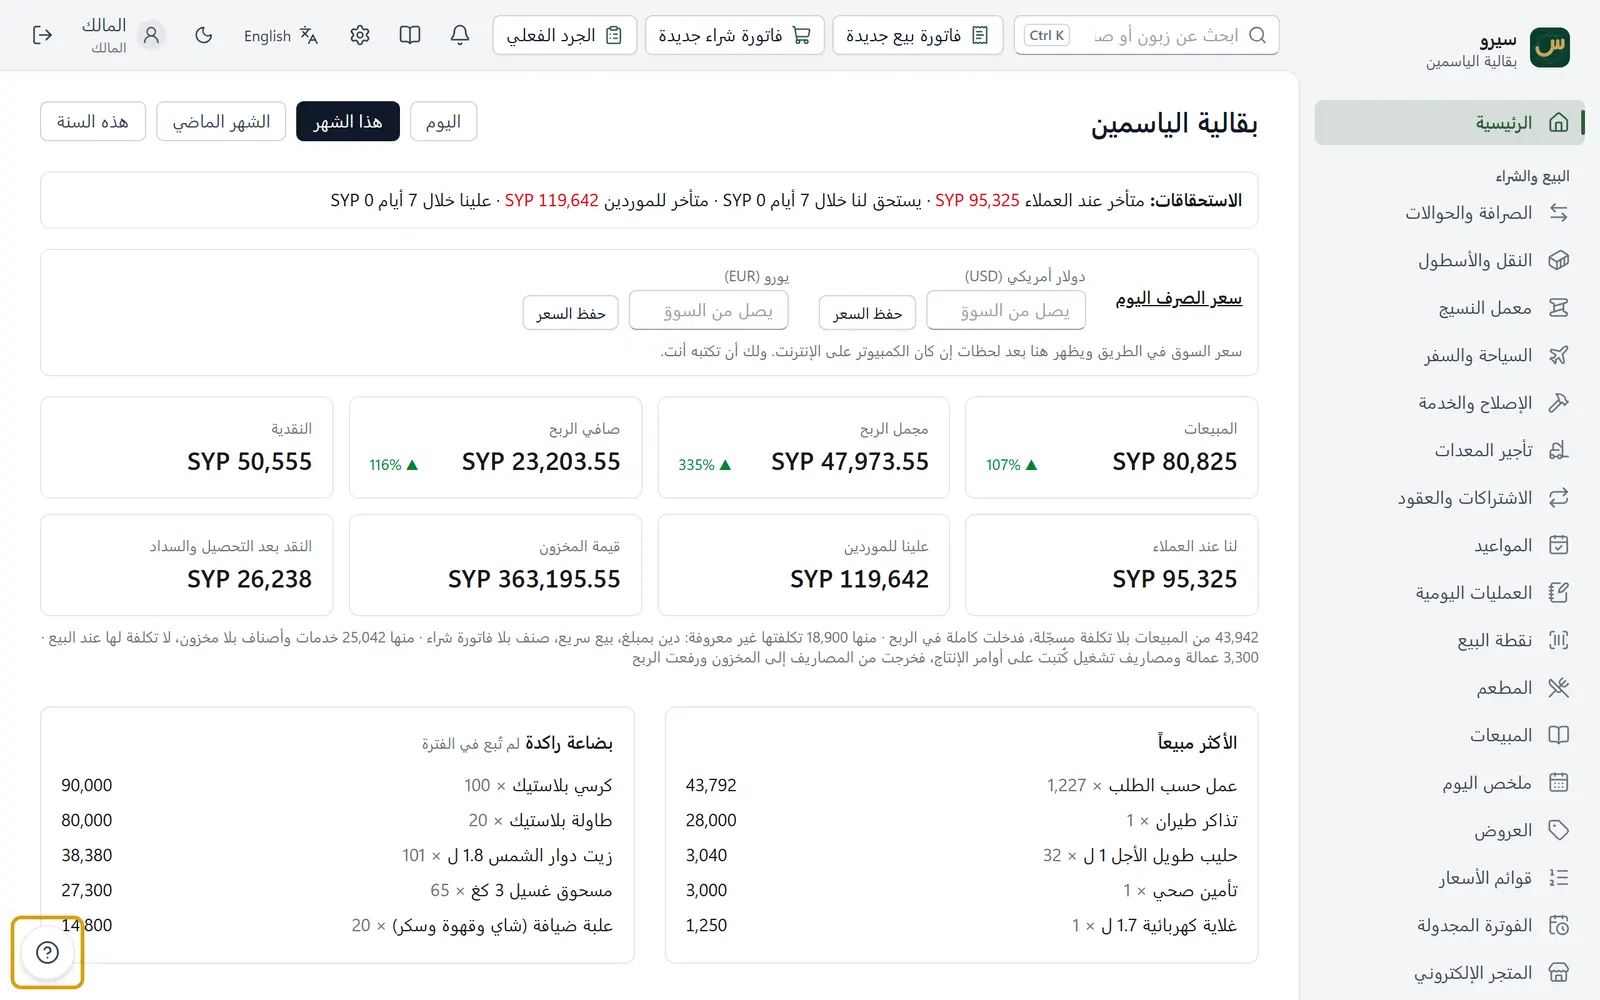 سيرو
بقالية الياسمين
ابحث عن زبون أو صـ
Ctrl K
فاتورة بيع جديدة
فاتورة شراء جديدة
الجرد الفعلي
English
المالك
المالك
الرئيسية
البيع والشراء
الصرافة والحوالات
النقل والأسطول
معمل النسيج
السياحة والسفر
الإصلاح والخدمة
تأجير المعدات
الاشتراكات والعقود
المواعيد
العمليات اليومية
نقطة البيع
المطعم
المبيعات
ملخص اليوم
العروض
قوائم الأسعار
الفوترة المجدولة
المتجر الإلكتروني
بقالية الياسمين
اليوم
هذا الشهر
الشهر الماضي
هذه السنة
الاستحقاقات: متأخر عند العملاء SYP 95,325 · يستحق لنا خلال 7 أيام SYP 0 · متأخر للموردين SYP 119,642 · علينا خلال 7 أيام SYP 0
سعر الصرف اليوم
دولار أمريكي (USD)
يصل من السوق
حفظ السعر
يورو (EUR)
يصل من السوق
حفظ السعر
سعر السوق في الطريق ويظهر هنا بعد لحظات إن كان الكمبيوتر على الإنترنت. ولك أن تكتبه أنت.
المبيعات
SYP 80,825
107% ▲
مجمل الربح
SYP 47,973.55
335% ▲
صافي الربح
SYP 23,203.55
116% ▲
النقدية
SYP 50,555
لنا عند العملاء
SYP 95,325
علينا للموردين
SYP 119,642
قيمة المخزون
SYP 363,195.55
النقد بعد التحصيل والسداد
SYP 26,238
43,942 من المبيعات بلا تكلفة مسجّلة، فدخلت كاملة في الربح · منها 18,900 تكلفتها غير معروفة: دين بمبلغ، بيع سريع، صنف بلا فاتورة شراء · منها 25,042 خدمات وأصناف بلا مخزون، لا تكلفة لها عند البيع ·
3,300 عمالة ومصاريف تشغيل كُتبت على أوامر الإنتاج، فخرجت من المصاريف إلى المخزون ورفعت الربح
الأكثر مبيعاً
عمل حسب الطلب × 1,227
43,792
تذاكر طيران × 1
28,000
حليب طويل الأجل 1 ل × 32
3,040
تأمين صحي × 1
3,000
غلاية كهربائية 1.7 ل × 1
1,250
بضاعة راكدة لم تُبع في الفترة
كرسي بلاستيك × 100
90,000
طاولة بلاستيك × 20
80,000
زيت دوار الشمس 1.8 ل × 101
38,380
مسحوق غسيل 3 كغ × 65
27,300
علبة ضيافة (شاي وقهوة وسكر) × 20
14,800